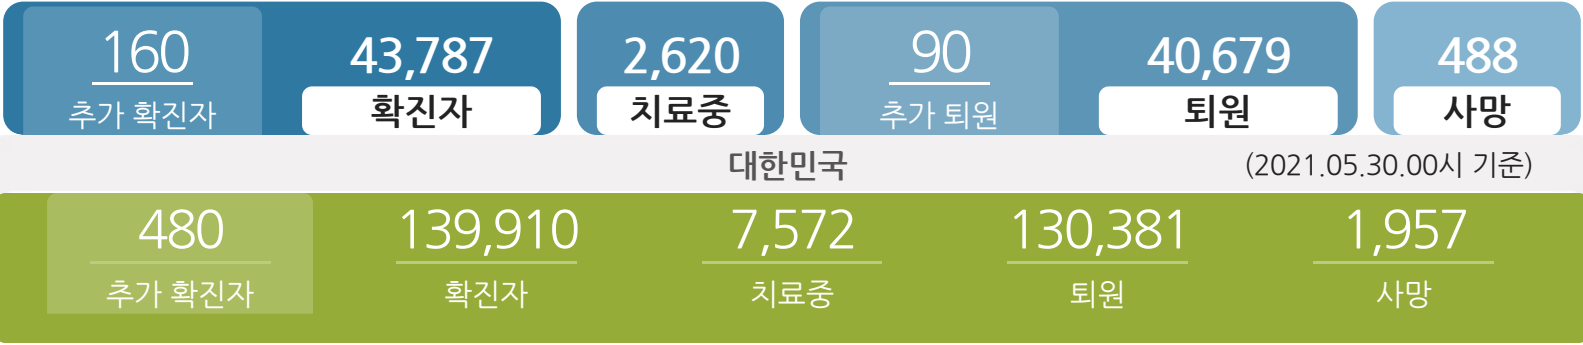 160 43,787 2,620 90 40,679 488
추가 확진자 확진자 치료중 추가 퇴원 퇴원 사망
대한민국 (2021.05.30.00시 기준)
480 139,910 7,572 130,381 1,957
추가 확진자 확진자 치료중 퇴원 사망